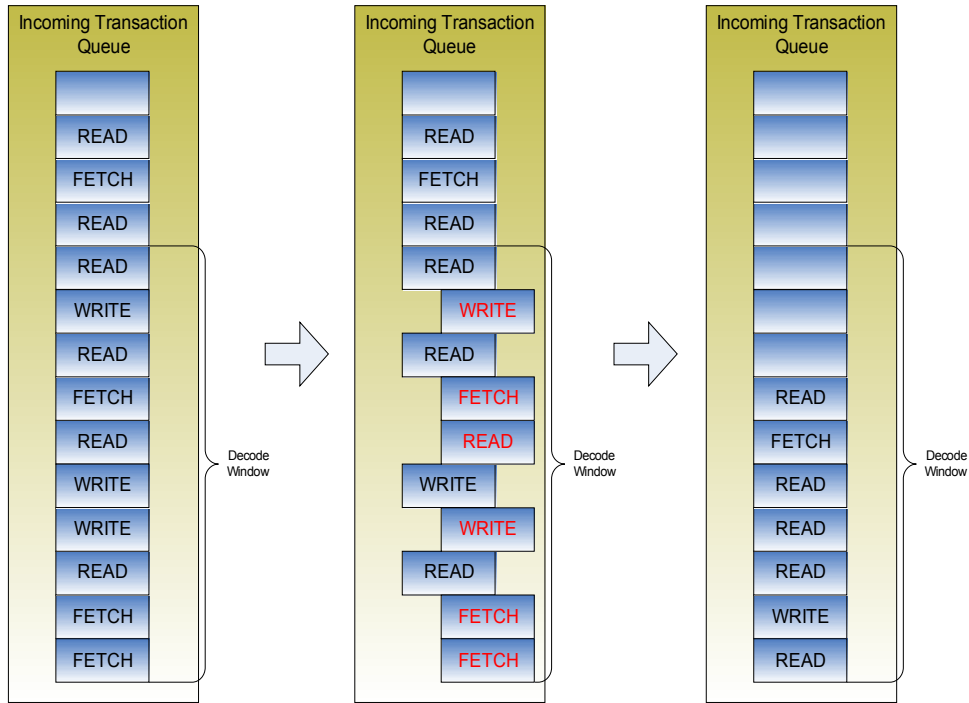 Incoming Transaction
Queue
READ
FETCH
READ
READ
WRITE
READ
FETCH
READ
WRITE
WRITE
READ
FETCH
FETCH
Decode
Window
Incoming Transaction
Queue
READ
FETCH
READ
READ
WRITE
READ
FETCH
READ
WRITE
WRITE
READ
FETCH
FETCH
Decode
Window
Incoming Transaction
Queue
READ
FETCH
READ
READ
READ
WRITE
READ
Decode
Window